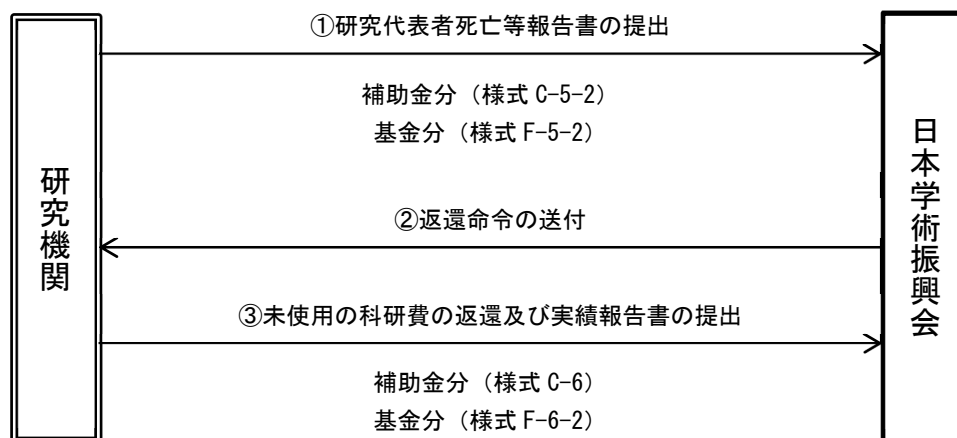 ①研究代表者死亡等報告書の提出
補助金分（様式 C-5-2）
基金分（様式 F-5-2）
研究機関
日本学術振興会
②返還命令の送付
③未使用の科研費の返還及び実績報告書の提出
補助金分（様式 C-6）
基金分（様式 F-6-2）